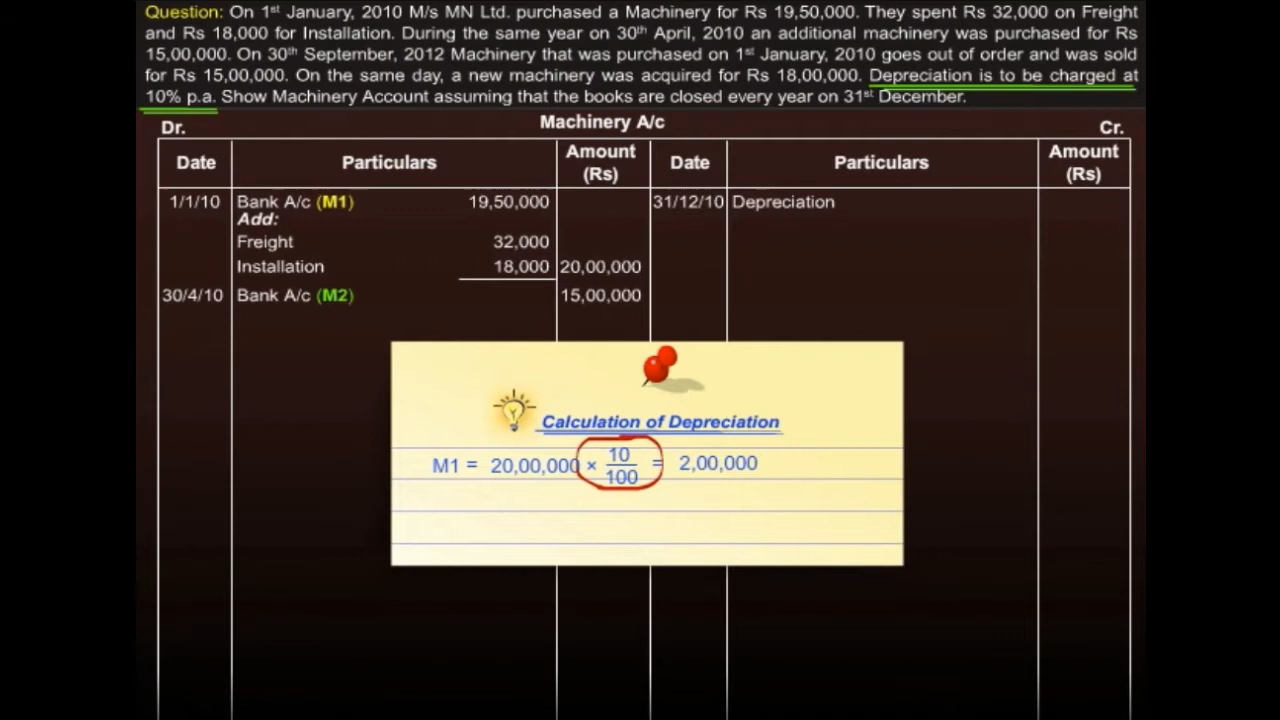 Question: On 1st January, 2010 M/s MN Ltd. purchased a Machinery for Rs 19,50,000. They spent Rs 32,000 on Freight
and Rs 18,000 for Installation. During the same year on 30th April, 2010 an additional machinery was purchased for Rs
15,00,000. On 30th September, 2012 Machinery that was purchased on 1st January, 2010 goes out of order and was sold
for Rs 15,00,000. On the same day, a new machinery was acquired for Rs 18,00,000. Depreciation is to be charged at
10% p.a. Show Machinery Account assuming that the books are closed every year on 31st December.
Dr. Machinery A/c Cr.
Date Particulars Amount (Rs) Date Particulars Amount (Rs)
1/1/10 Bank A/c (M1) 19,50,000 31/12/10 Depreciation
Add:
Freight 32,000
Installation 18,000 20,00,000
30/4/10 Bank A/c (M2) 15,00,000
Calculation of Depreciation
M1 = 20,00,000 × 10/100 = 2,00,000